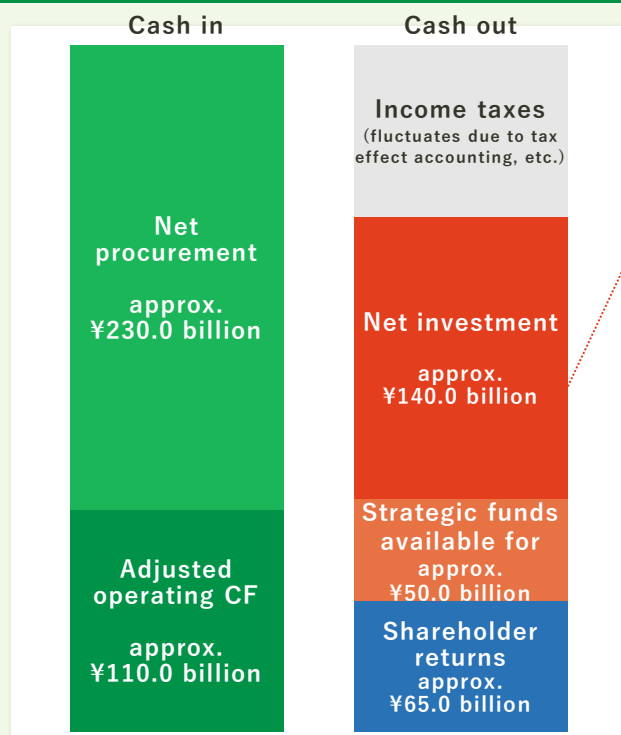 Cash in
Cash out
Net
procurement
approx.
¥230.0 billion
Adjusted
operating CF
approx.
¥110.0 billion
Income taxes
(fluctuates due to tax
effect accounting, etc.)
Net investment
approx.
¥140.0 billion
Strategic funds
available for
approx.
¥50.0 billion
Shareholder
returns
approx.
¥65.0 billion